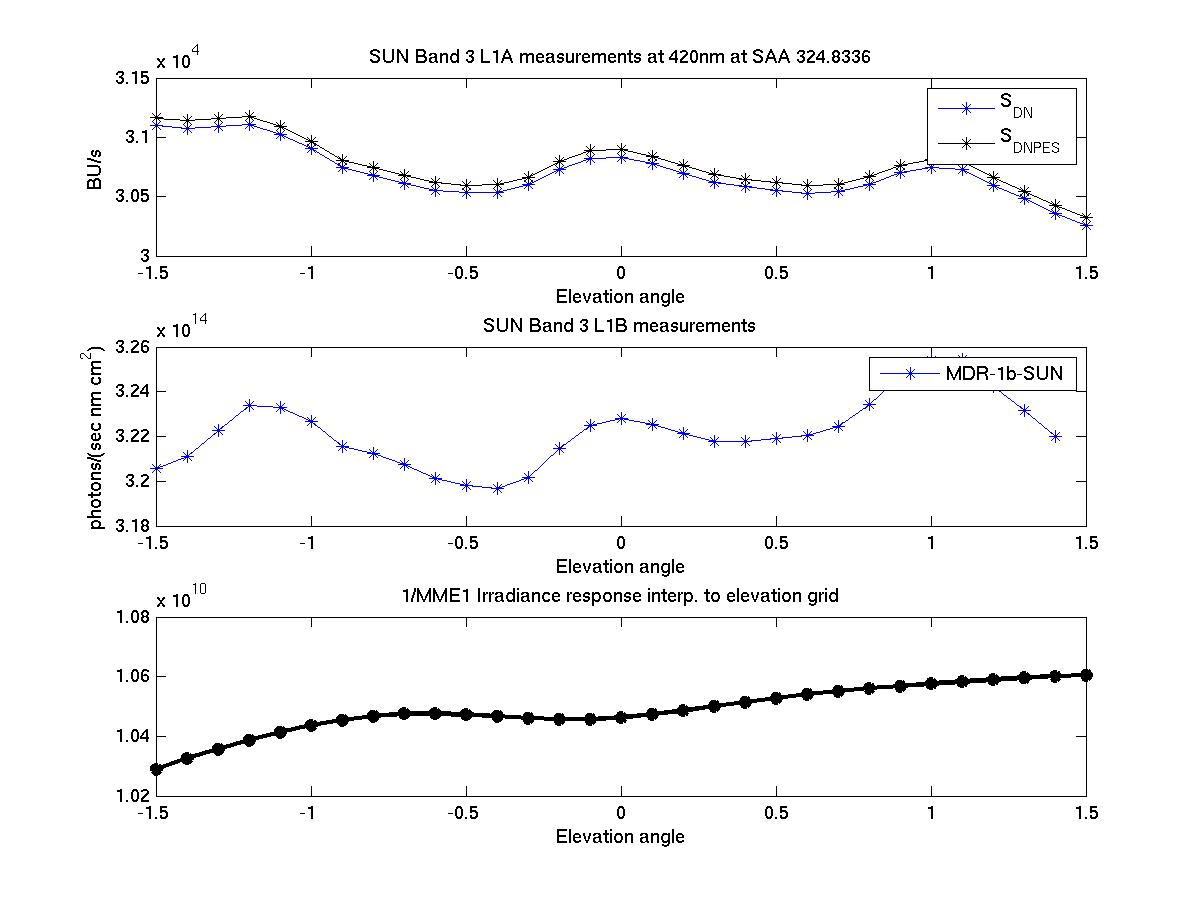 SUN Band 3 L1A measurements at 420nm at SAA 324.8336
x 10^4
3.15
3.1
3.05
3
BU/s
S_DN
S_DNPES
-1.5 -1 -0.5 0 0.5 1 1.5
Elevation angle
SUN Band 3 L1B measurements
x 10^14
3.26
3.24
3.22
3.2
3.18
photons/(sec nm cm^2)
MDR-1b-SUN
-1.5 -1 -0.5 0 0.5 1 1.5
Elevation angle
1/MME1 Irradiance response interp. to elevation grid
x 10^10
1.08
1.06
1.04
1.02
-1.5 -1 -0.5 0 0.5 1 1.5
Elevation angle